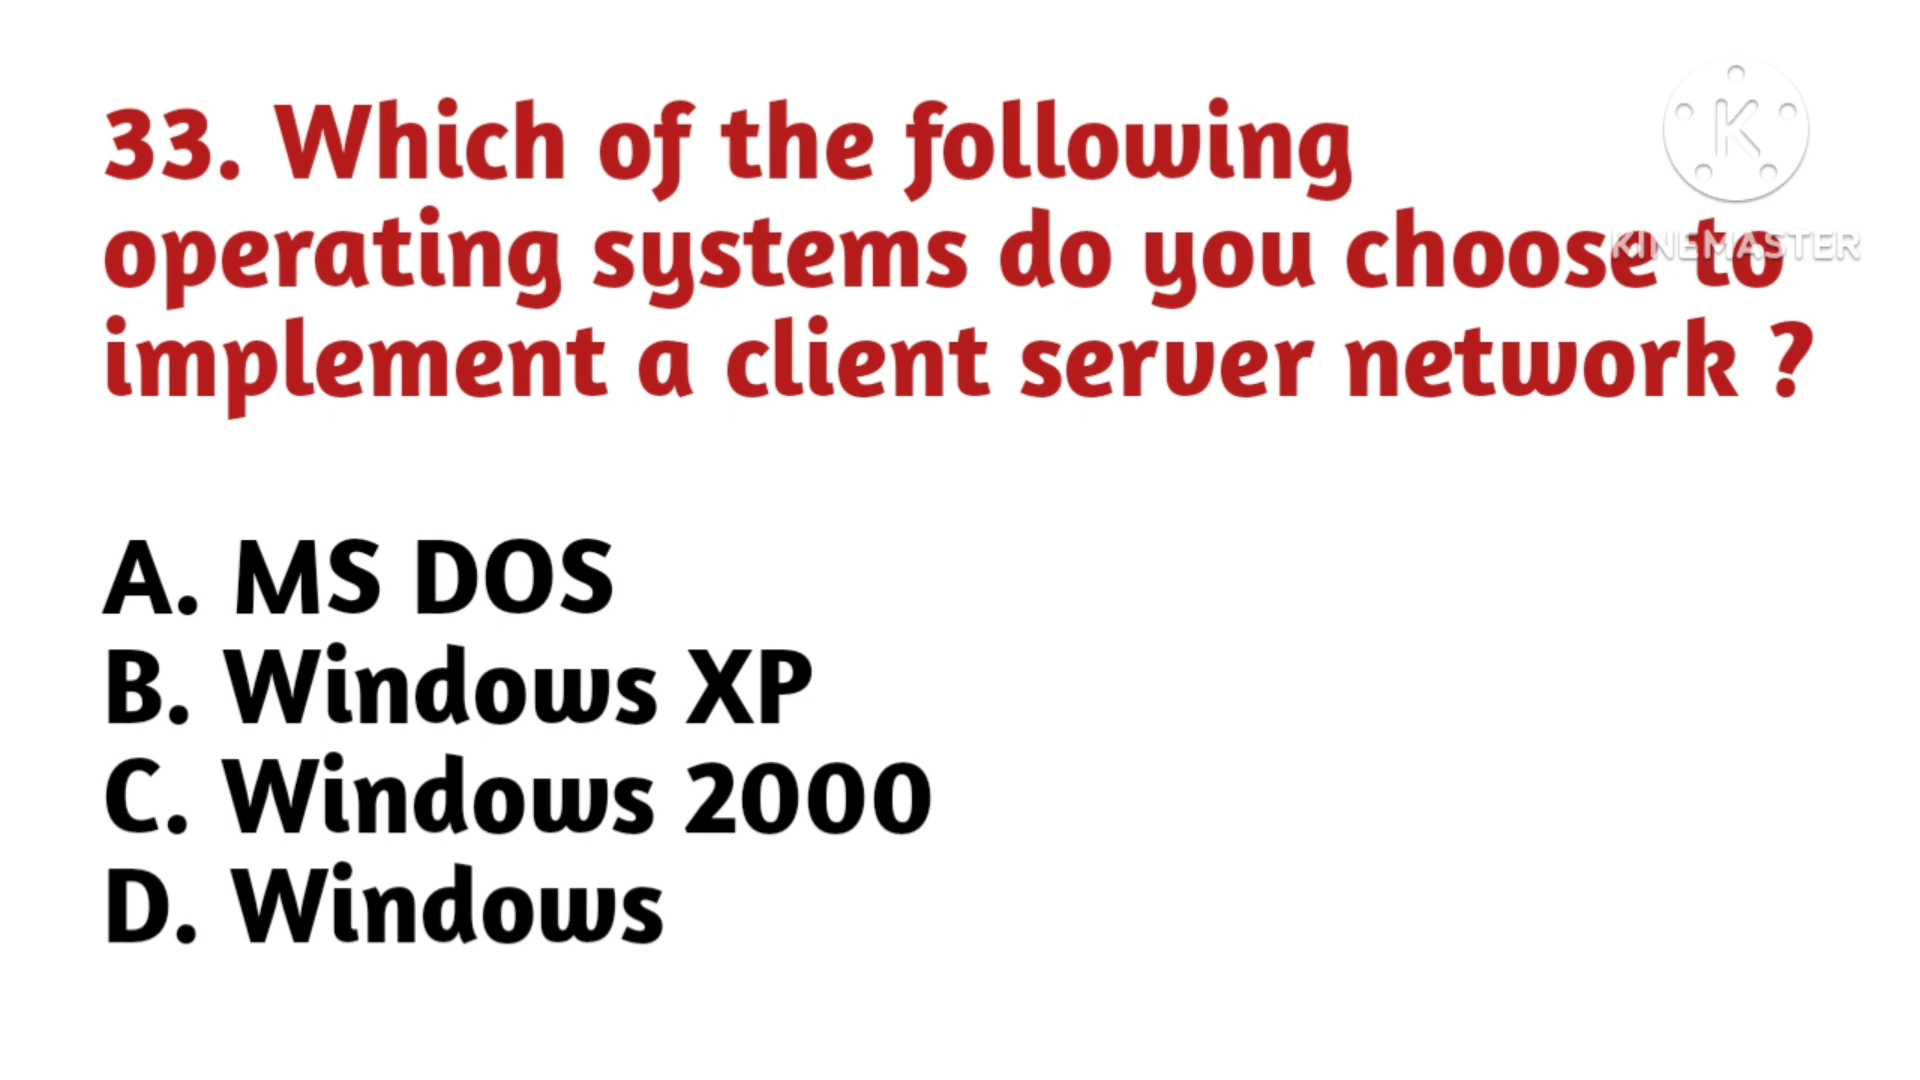 33. Which of the following
operating systems do you choose to
implement a client server network ?
A. MS DOS
B. Windows XP
C. Windows 2000
D. Windows
K
KINEMASTER